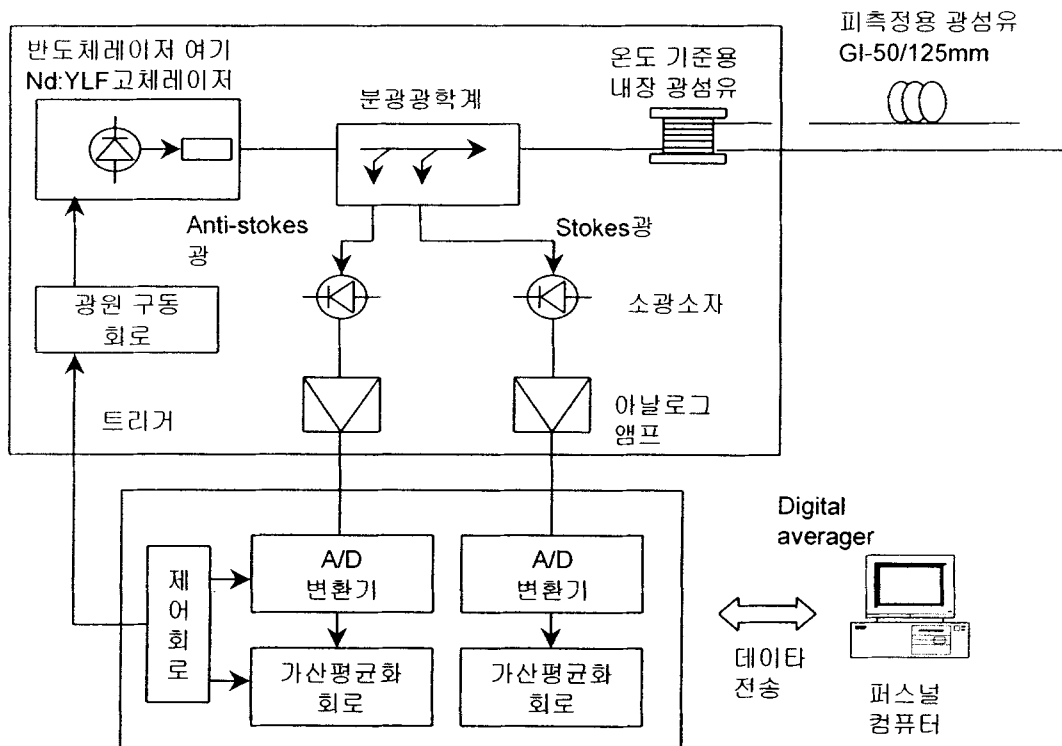 반도체레이저 여기
Nd:YLF고체레이저
분광광학계
온도 기준용
내장 광섬유
피측정용 광섬유
GI-50/125mm
Anti-stokes
광
Stokes광
소광소자
광원 구동
회로
트리거
아날로그
앰프
제어회로
A/D
변환기
A/D
변환기
가산평균화
회로
가산평균화
회로
Digital
averager
데이타
전송
퍼스널
컴퓨터